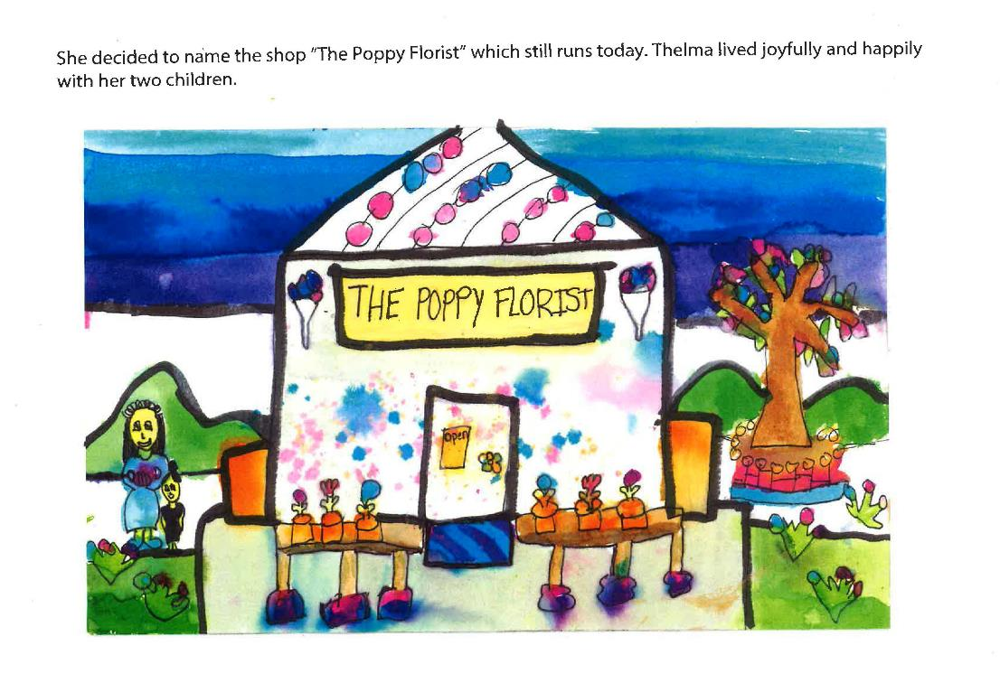 She decided to name the shop "The Poppy Florist" which still runs today. Thelma lived joyfully and happily
with her two children.
THE POPPY FLORIST
open